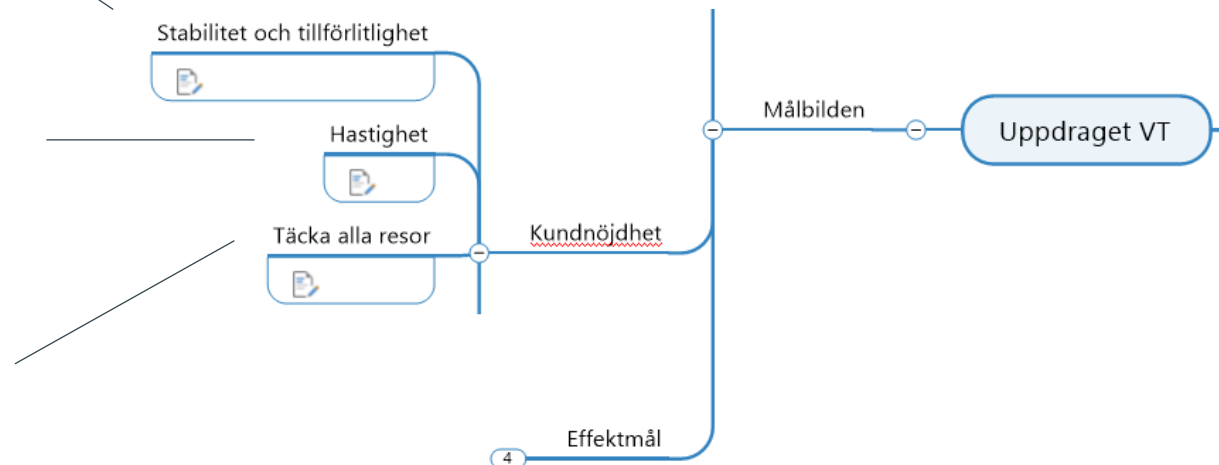 Stabilitet och tillförlitlighet
Målbilden
Uppdraget VT
Hastighet
Kundnöjdhet
Täcka alla resor
Effektmål
4